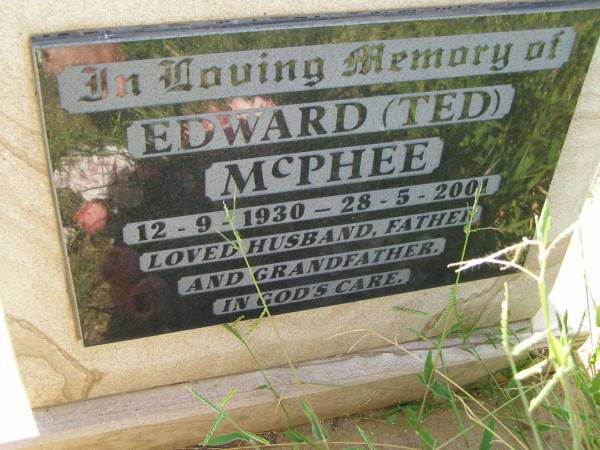 In Loving Memory of
EDWARD (TED)
McPHEE
12 - 9 - 1930 — 28 - 5 - 2001
LOVED HUSBAND, FATHER
AND GRANDFATHER.
IN GOD'S CARE.